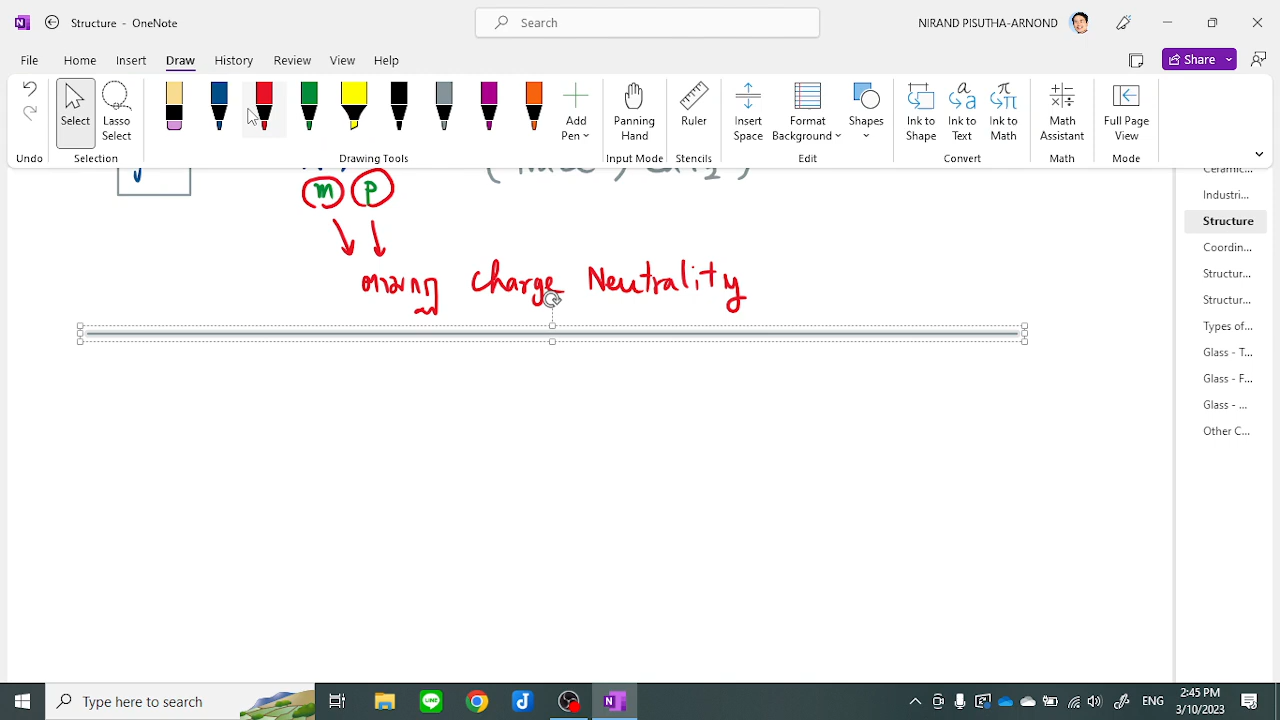 Structure - OneNote
Search
NIRAND PISUTHA-ARNOND
File Home Insert Draw History Review View Help
Share
Undo
Select
Lasso Select
Selection
Drawing Tools
Add Pen
Panning Hand
Input Mode
Ruler
Stencils
Insert Space
Format Background
Shapes
Edit
Ink to Shape
Ink to Text
Ink to Math
Convert
Math Assistant
Math
Full Page View
Mode
m p
ตามกฎ Charge Neutrality
Ceramic...
Industri...
Structure
Coordin...
Structur...
Structur...
Types of...
Glass - T...
Glass - F...
Glass - ...
Other C...
Type here to search
ENG
2:45 PM
3/10/2023